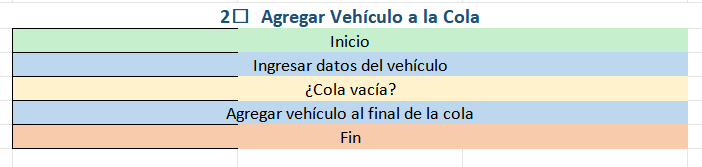 2□ Agregar Vehículo a la Cola
Inicio
Ingresar datos del vehículo
¿Cola vacía?
Agregar vehículo al final de la cola
Fin